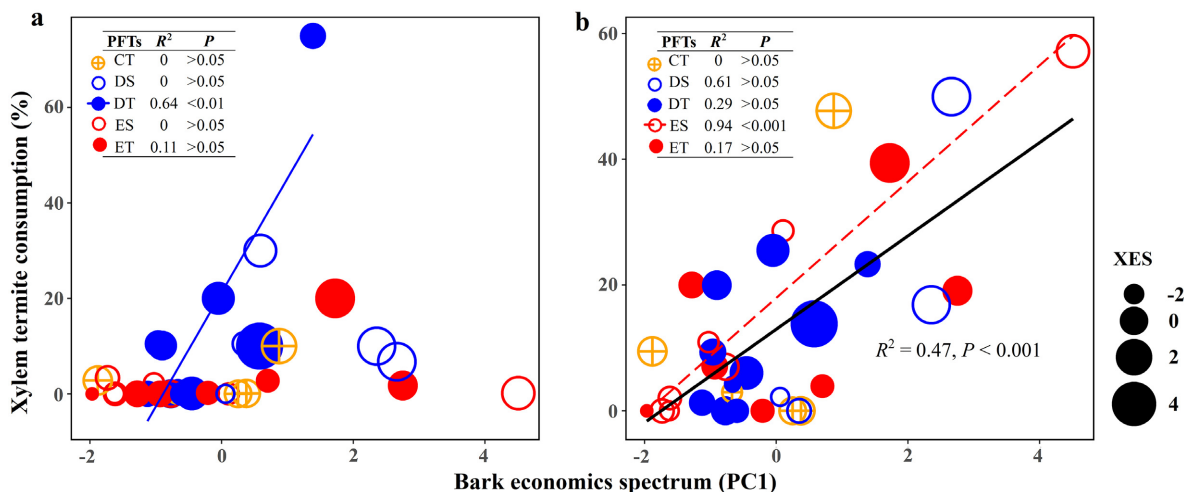 a
PFTs R² P
CT 0 >0.05
DS 0 >0.05
DT 0.64 <0.01
ES 0 >0.05
ET 0.11 >0.05
Xylem termite consumption (%)
60
40
20
0
-2 0 2 4
b
PFTs R² P
CT 0 >0.05
DS 0.61 >0.05
DT 0.29 >0.05
ES 0.94 <0.001
ET 0.17 >0.05
60
40
20
0
R² = 0.47, P < 0.001
-2 0 2 4
Bark economics spectrum (PC1)
XES
-2
0
2
4